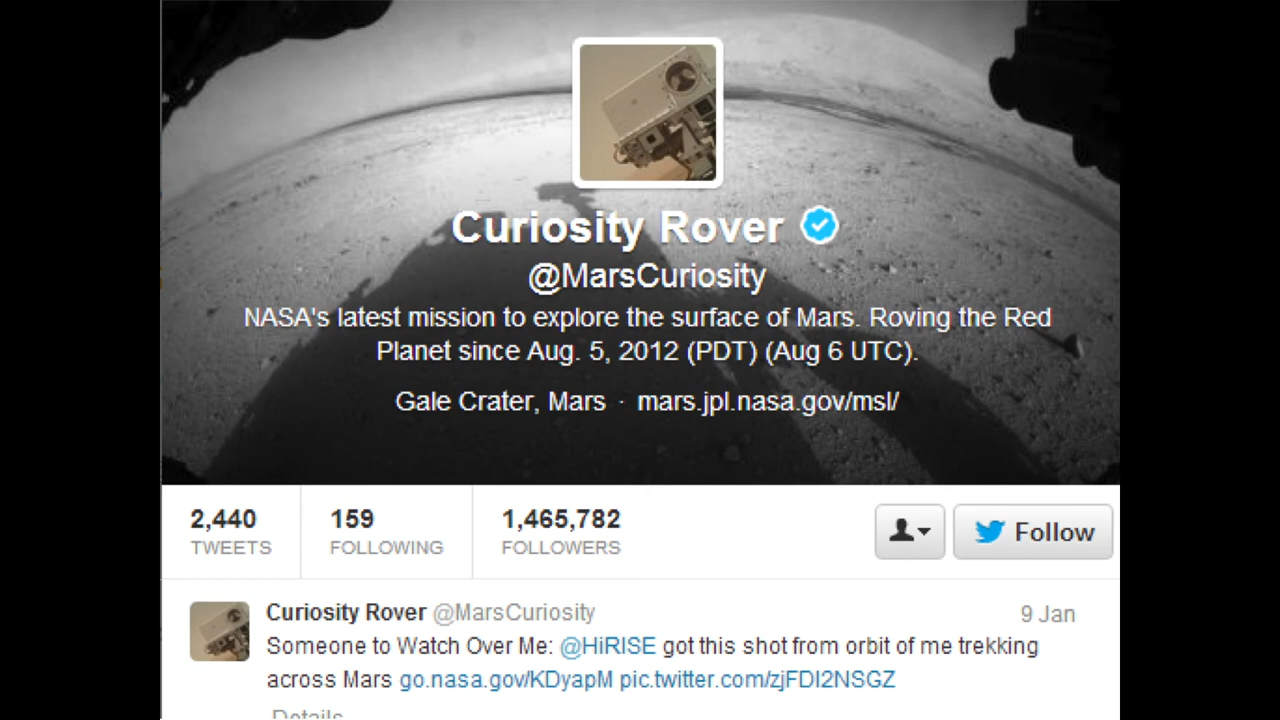 Curiosity Rover
@MarsCuriosity
NASA's latest mission to explore the surface of Mars. Roving the Red
Planet since Aug. 5, 2012 (PDT) (Aug 6 UTC).
Gale Crater, Mars · mars.jpl.nasa.gov/msl/
2,440 159 1,465,782
TWEETS FOLLOWING FOLLOWERS
Follow
Curiosity Rover @MarsCuriosity 9 Jan
Someone to Watch Over Me: @HiRISE got this shot from orbit of me trekking
across Mars go.nasa.gov/KDyapM pic.twitter.com/zjFDI2NSGZ
Details